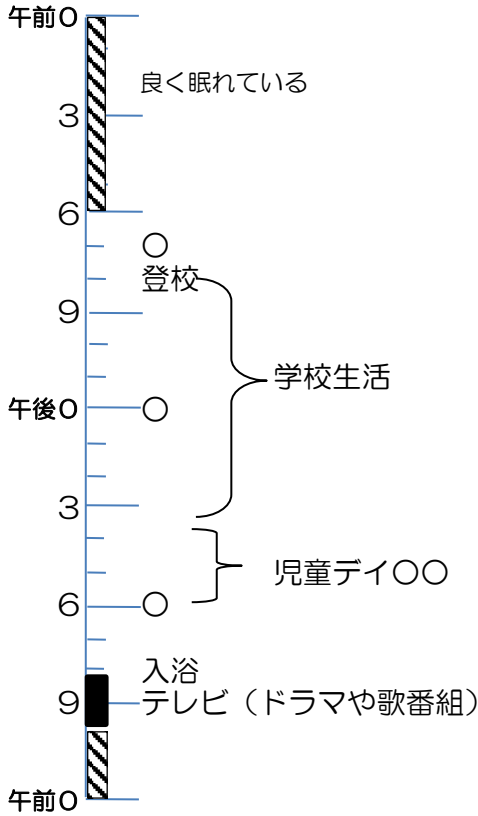 午前０
良く眠れている
３
６
○
登校
９
学校生活
午後０
○
３
児童デイ○○
６
○
入浴
９
テレビ（ドラマや歌番組）
午前０